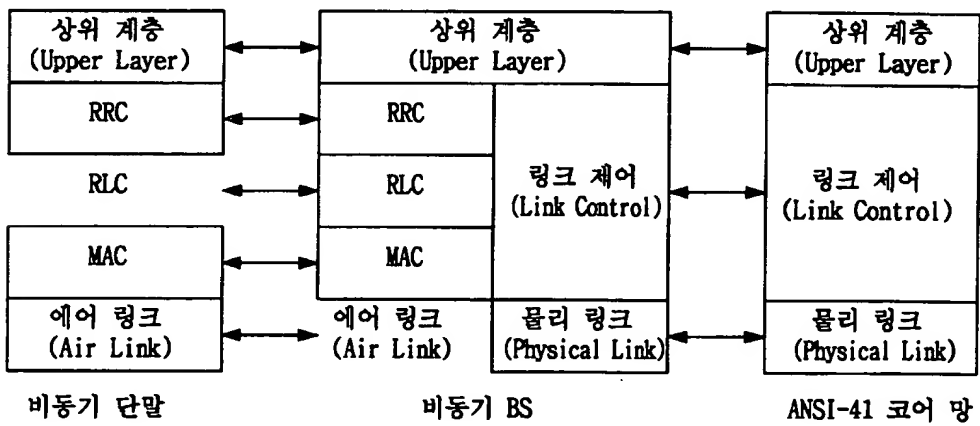 상위 계층
(Upper Layer)
RRC
RLC
MAC
에어 링크
(Air Link)
비동기 단말
상위 계층
(Upper Layer)
RRC
RLC
MAC
에어 링크
(Air Link)
링크 제어
(Link Control)
물리 링크
(Physical Link)
비동기 BS
상위 계층
(Upper Layer)
링크 제어
(Link Control)
물리 링크
(Physical Link)
ANSI-41 코어 망